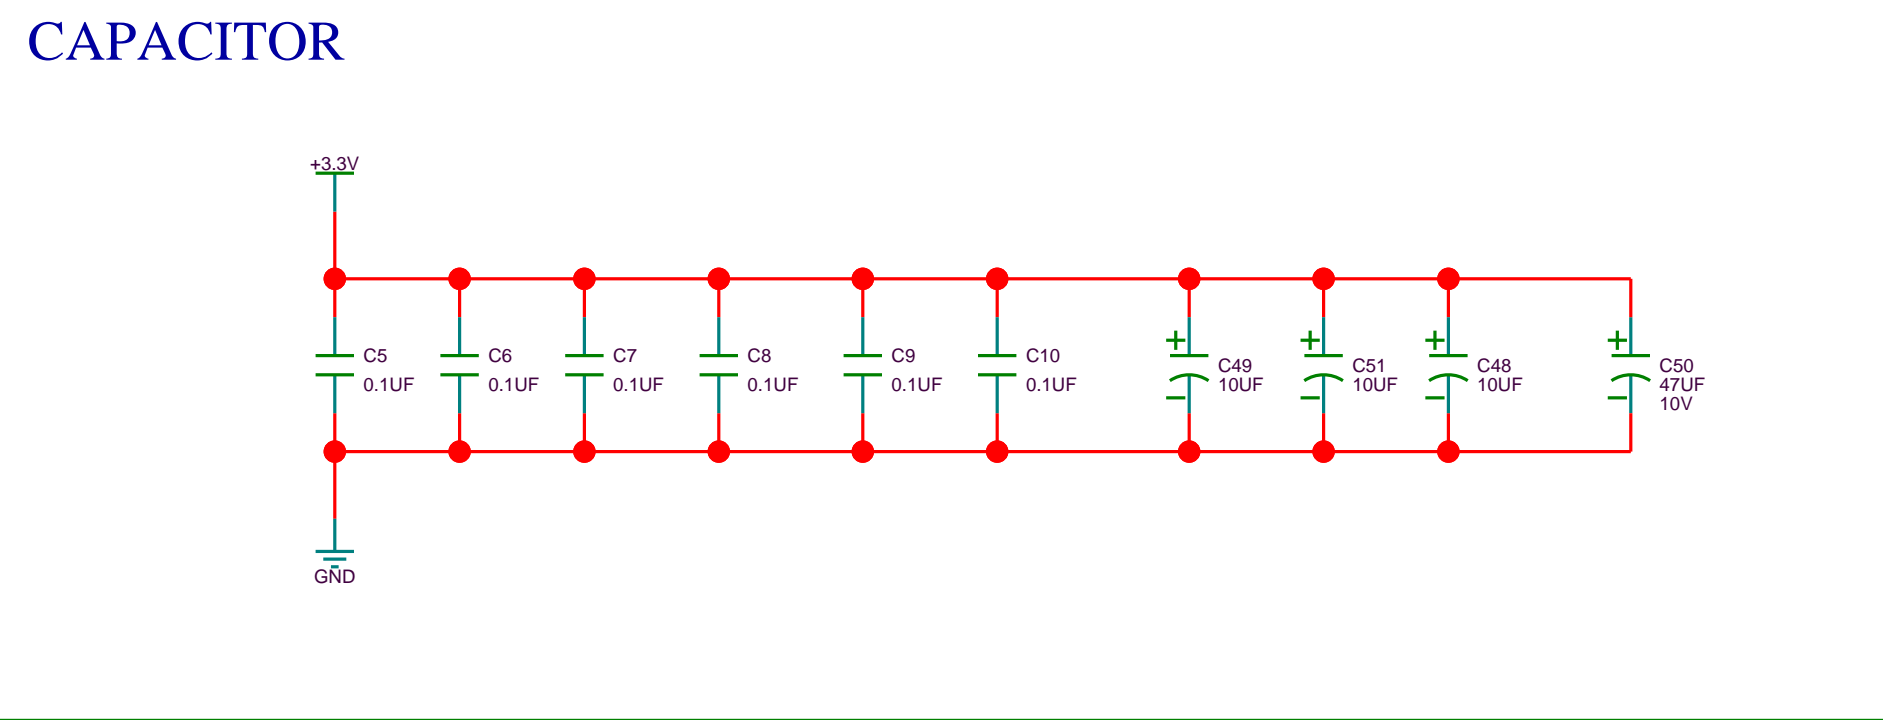 CAPACITOR
+3.3V
C5
0.1UF
C6
0.1UF
C7
0.1UF
C8
0.1UF
C9
0.1UF
C10
0.1UF
C49
10UF
C51
10UF
C48
10UF
C50
47UF
10V
GND